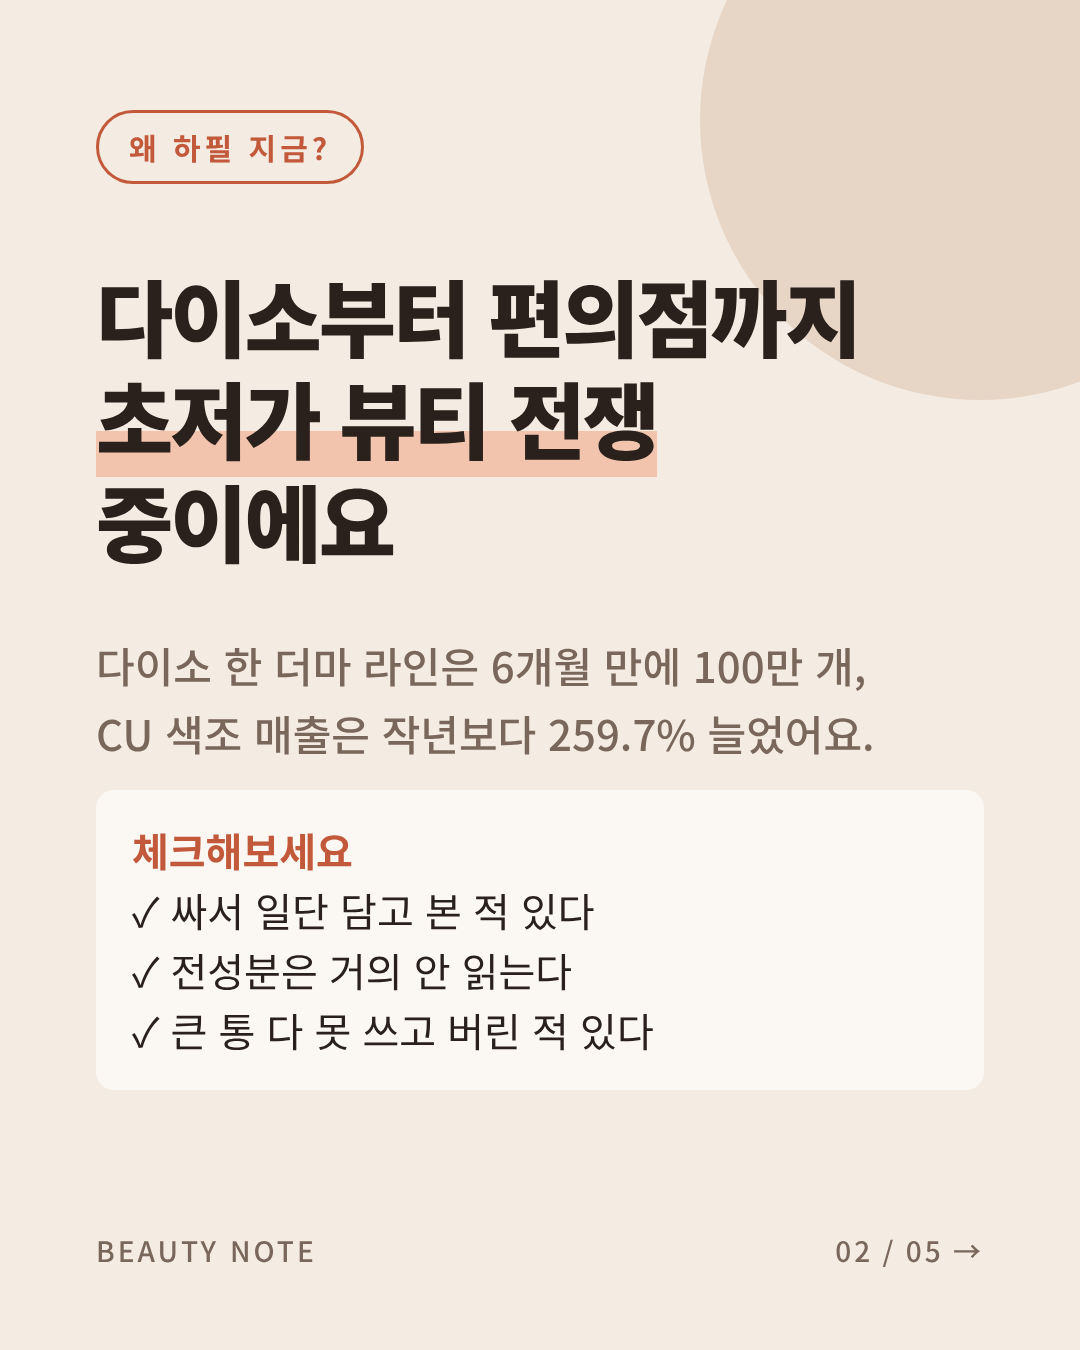 왜 하필 지금?
다이소부터 편의점까지
초저가 뷰티 전쟁
중이에요
다이소 한 더마 라인은 6개월 만에 100만 개,
CU 색조 매출은 작년보다 259.7% 늘었어요.
체크해보세요
✓ 싸서 일단 담고 본 적 있다
✓ 전성분은 거의 안 읽는다
✓ 큰 통 다 못 쓰고 버린 적 있다
BEAUTY NOTE
02 / 05 →